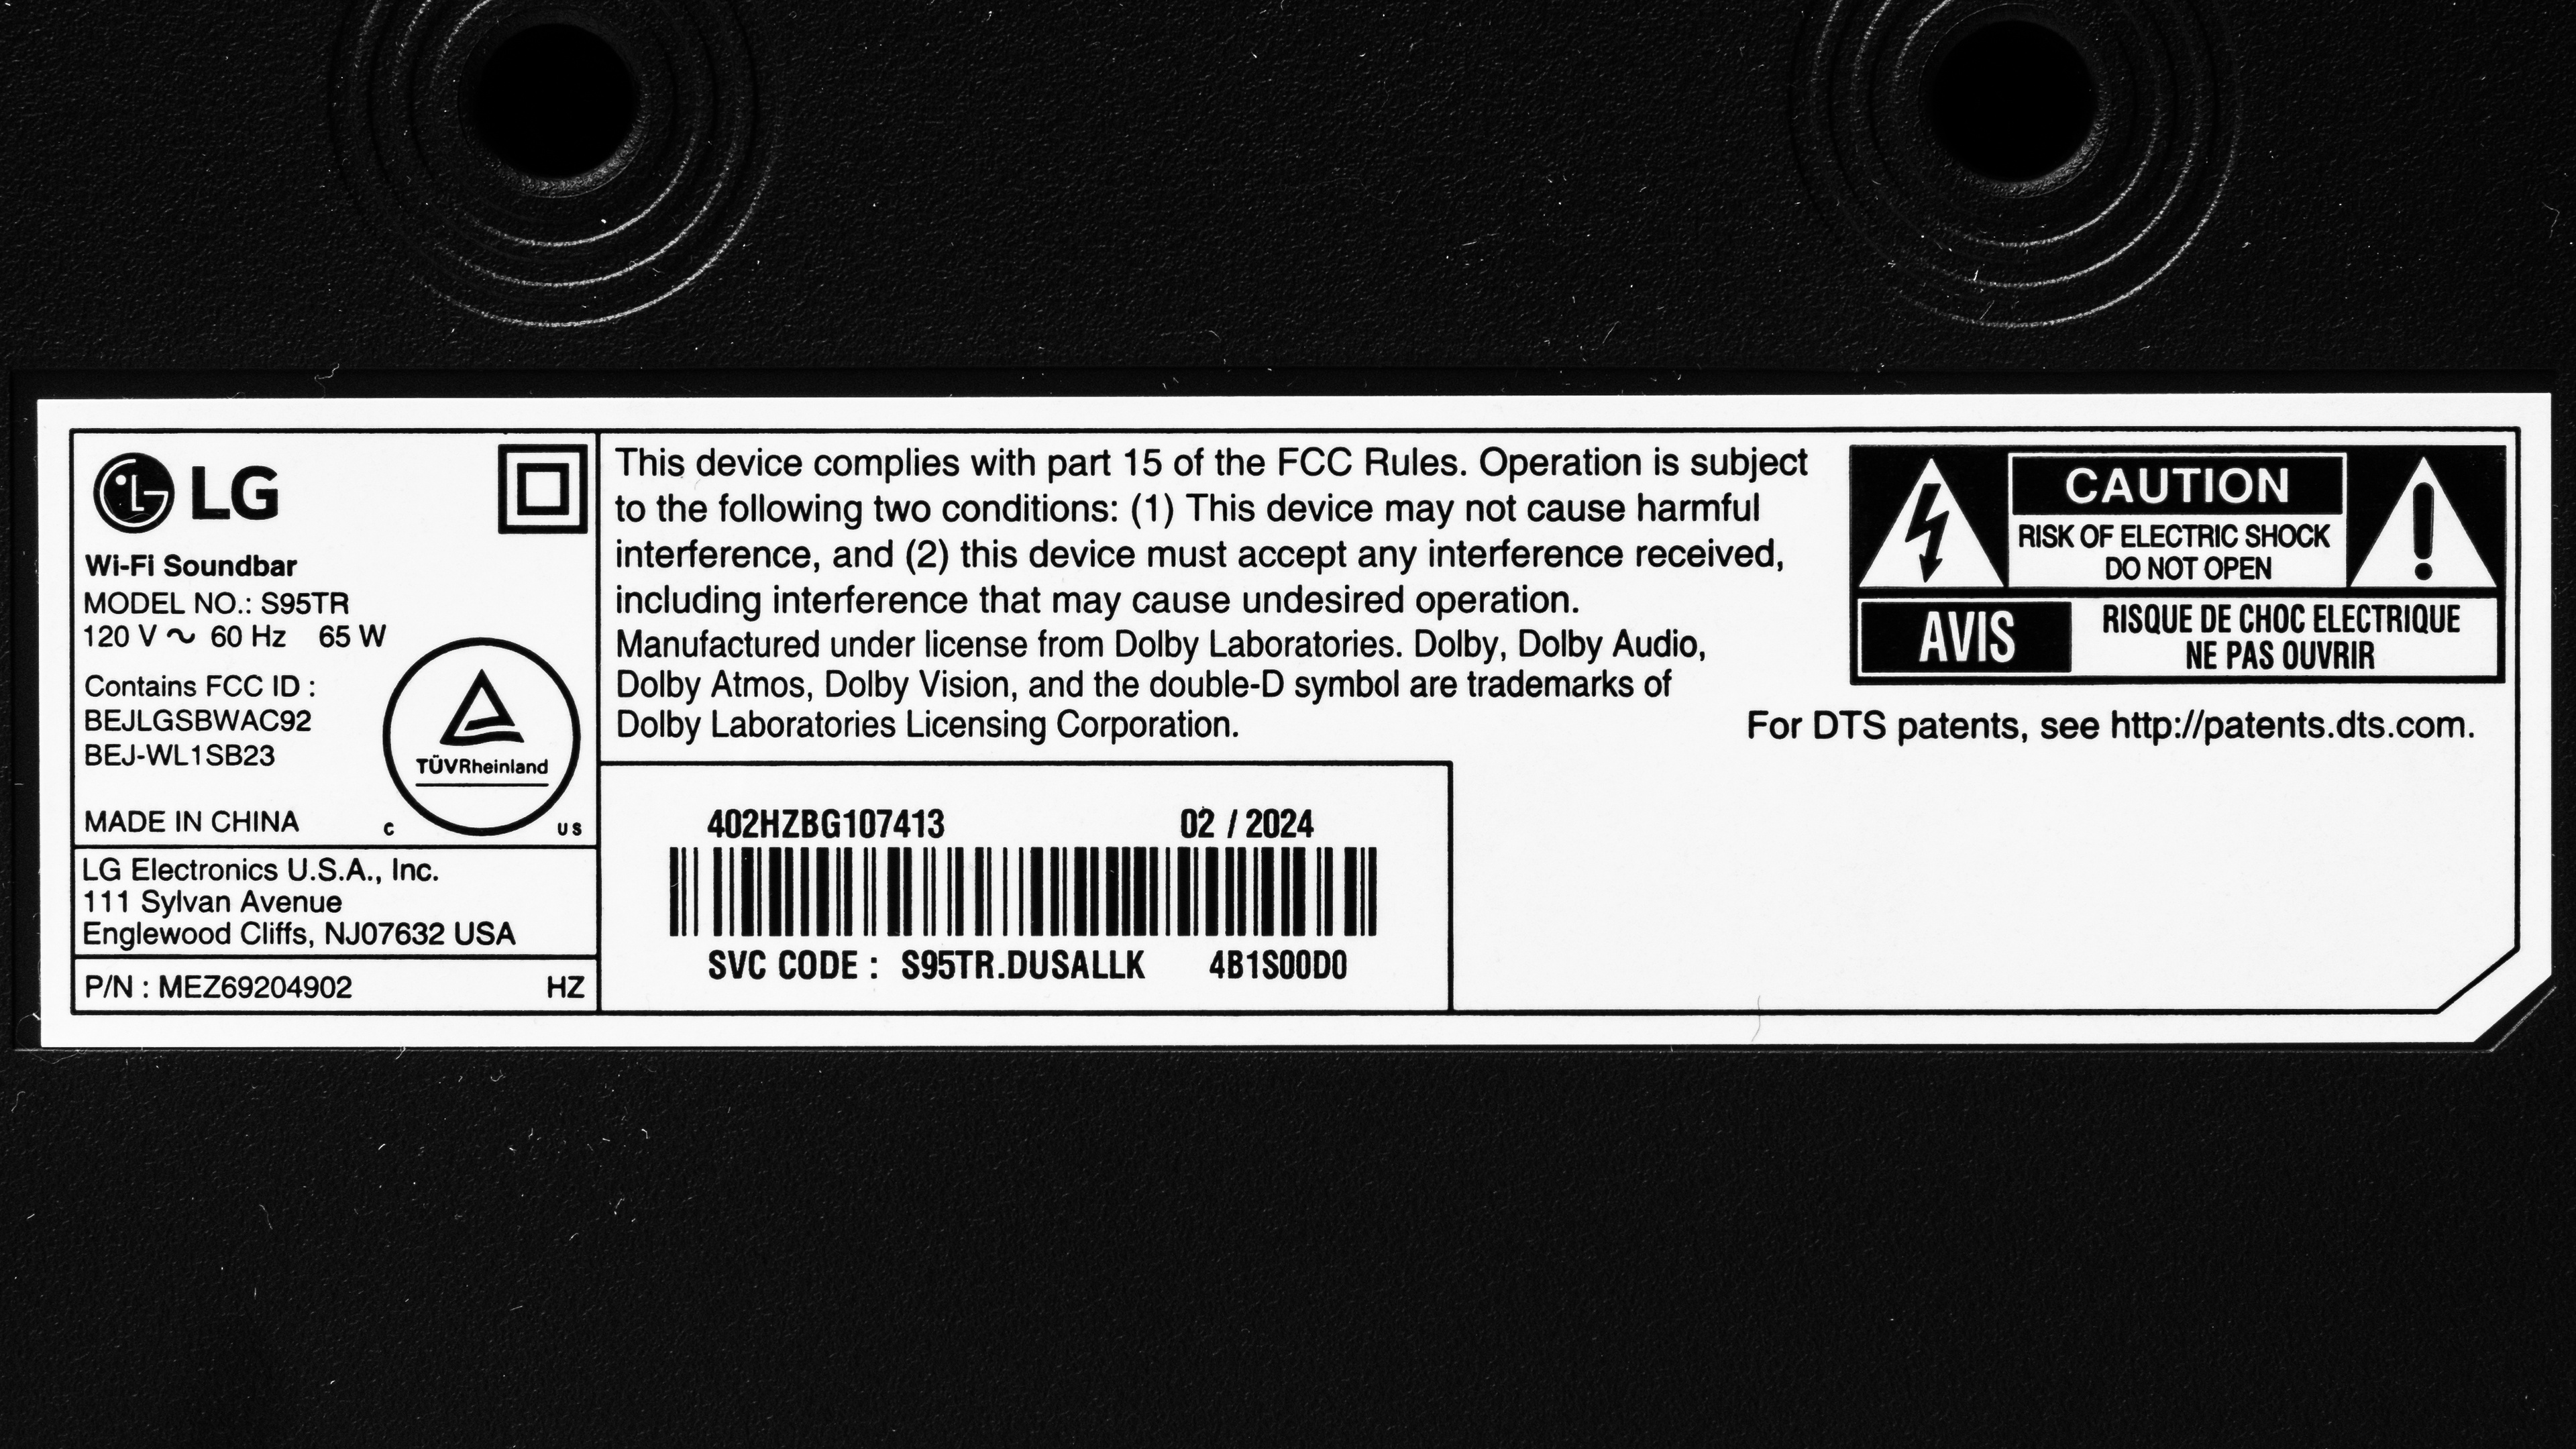 LG
Wi-Fi Soundbar
MODEL NO.: S95TR
120 V ~ 60 Hz 65 W
Contains FCC ID :
BEJLGSBWAC92
BEJ-WL1SB23
TÜVRheinland
MADE IN CHINA
C US
LG Electronics U.S.A., Inc.
111 Sylvan Avenue
Englewood Cliffs, NJ07632 USA
P/N : MEZ69204902 HZ
This device complies with part 15 of the FCC Rules. Operation is subject
to the following two conditions: (1) This device may not cause harmful
interference, and (2) this device must accept any interference received,
including interference that may cause undesired operation.
Manufactured under license from Dolby Laboratories. Dolby, Dolby Audio,
Dolby Atmos, Dolby Vision, and the double-D symbol are trademarks of
Dolby Laboratories Licensing Corporation.
402HZBG107413 02 / 2024
SVC CODE : S95TR.DUSALLK 4B1S00D0
CAUTION
RISK OF ELECTRIC SHOCK
DO NOT OPEN
AVIS
RISQUE DE CHOC ELECTRIQUE
NE PAS OUVRIR
For DTS patents, see http://patents.dts.com.